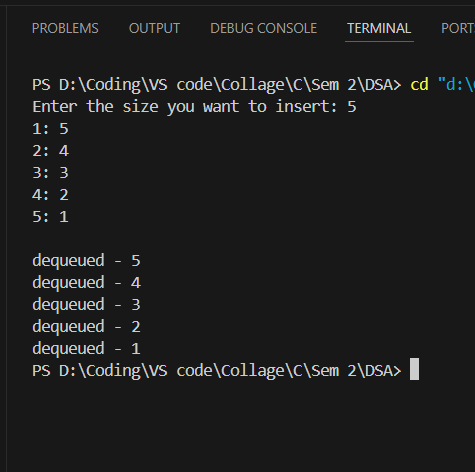 PROBLEMS OUTPUT DEBUG CONSOLE TERMINAL PORT
PS D:\Coding\VS code\Collage\C\Sem 2\DSA> cd "d:\
Enter the size you want to insert: 5
1: 5
2: 4
3: 3
4: 2
5: 1
dequeued - 5
dequeued - 4
dequeued - 3
dequeued - 2
dequeued - 1
PS D:\Coding\VS code\Collage\C\Sem 2\DSA>